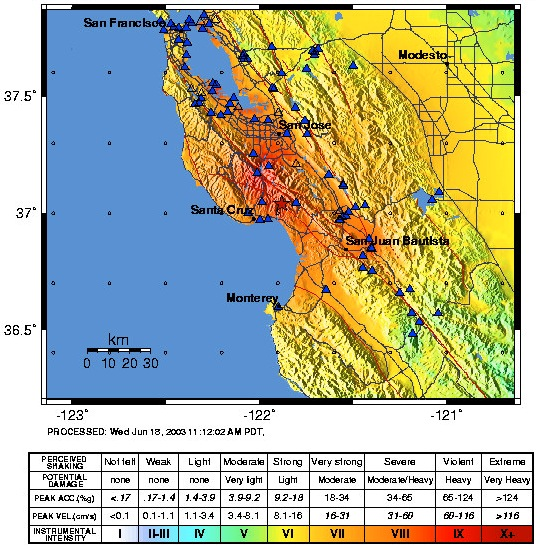 San Francisco
Modesto
37.5°
San Jose
37°
Santa Cruz
San Juan Bautista
Monterey
36.5°
km
0 10 20 30
-123° -122° -121°
PROCESSED: Wed Jun 18, 2003 11:12:02 AM PDT,
PERCEIVED SHAKING Not felt Weak Light Moderate Strong Very strong Severe Violent Extreme
POTENTIAL DAMAGE none none none Very light Light Moderate Moderate/Heavy Heavy Very Heavy
PEAK ACC.(%g) <.17 .17-1.4 1.4-3.9 3.9-9.2 9.2-18 18-34 34-65 65-124 >124
PEAK VEL.(cm/s) <0.1 0.1-1.1 1.1-3.4 3.4-8.1 8.1-16 16-31 31-60 60-116 >116
INSTRUMENTAL INTENSITY I II-III IV V VI VII VIII IX X+